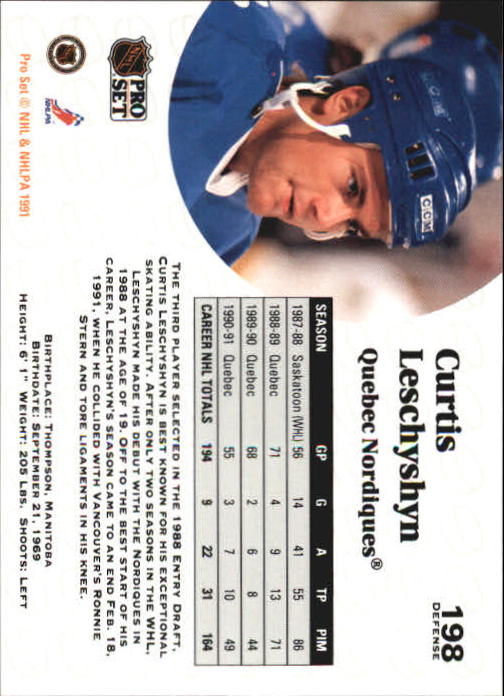 198
DEFENSE
Curtis
Leschyshyn
Quebec Nordiques®
CCM
CCM
PRO
SET
NHL
NHLPA
Pro Set © NHL & NHLPA 1991
SEASON GP G A TP PIM
1987-88 Saskatoon (WHL) 56 14 41 55 86
1988-89 Quebec 71 4 9 13 71
1989-90 Quebec 68 2 6 8 44
1990-91 Quebec 55 3 7 10 49
CAREER NHL TOTALS 194 9 22 31 164
THE THIRD PLAYER SELECTED IN THE 1988 ENTRY DRAFT,
CURTIS LESCHYSHYN IS BEST KNOWN FOR HIS EXCEPTIONAL
SKATING ABILITY. AFTER ONLY TWO SEASONS IN THE WHL,
LESCHYSHYN MADE HIS DEBUT WITH THE NORDIQUES IN
1988 AT THE AGE OF 19. OFF TO THE BEST START OF HIS
CAREER, LESCHYSHYN'S SEASON CAME TO AN END FEB. 18,
1991, WHEN HE COLLIDED WITH VANCOUVER'S RONNIE
STERN AND TORE LIGAMENTS IN HIS KNEE.
BIRTHPLACE: THOMPSON, MANITOBA
BIRTHDATE: SEPTEMBER 21, 1969
HEIGHT: 6' 1" WEIGHT: 205 LBS. SHOOTS: LEFT